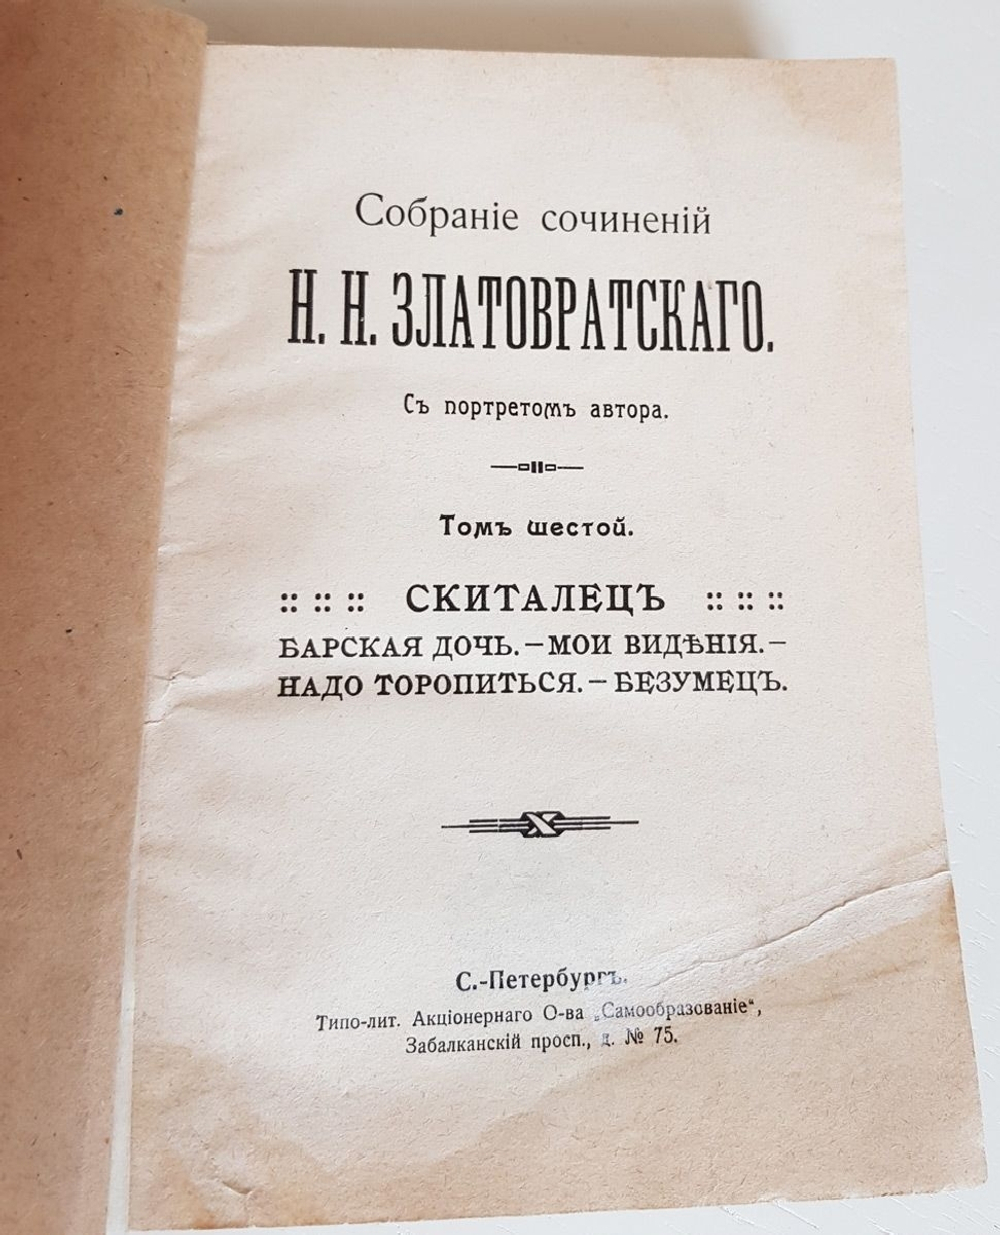 Собраніе сочиненій
Н. Н. ЗЛАТОВРАТСКАГО.
Съ портретомъ автора.
Томъ шестой.
СКИТАЛЕЦЪ
БАРСКАЯ ДОЧЬ.—МОИ ВИДѢНІЯ.—
НАДО ТОРОПИТЬСЯ.—БЕЗУМЕЦЪ.
С.-Петербургъ.
Типо-лит. Акціонернаго О-ва „Самообразованіе“,
Забалканскій просп., д. № 75.